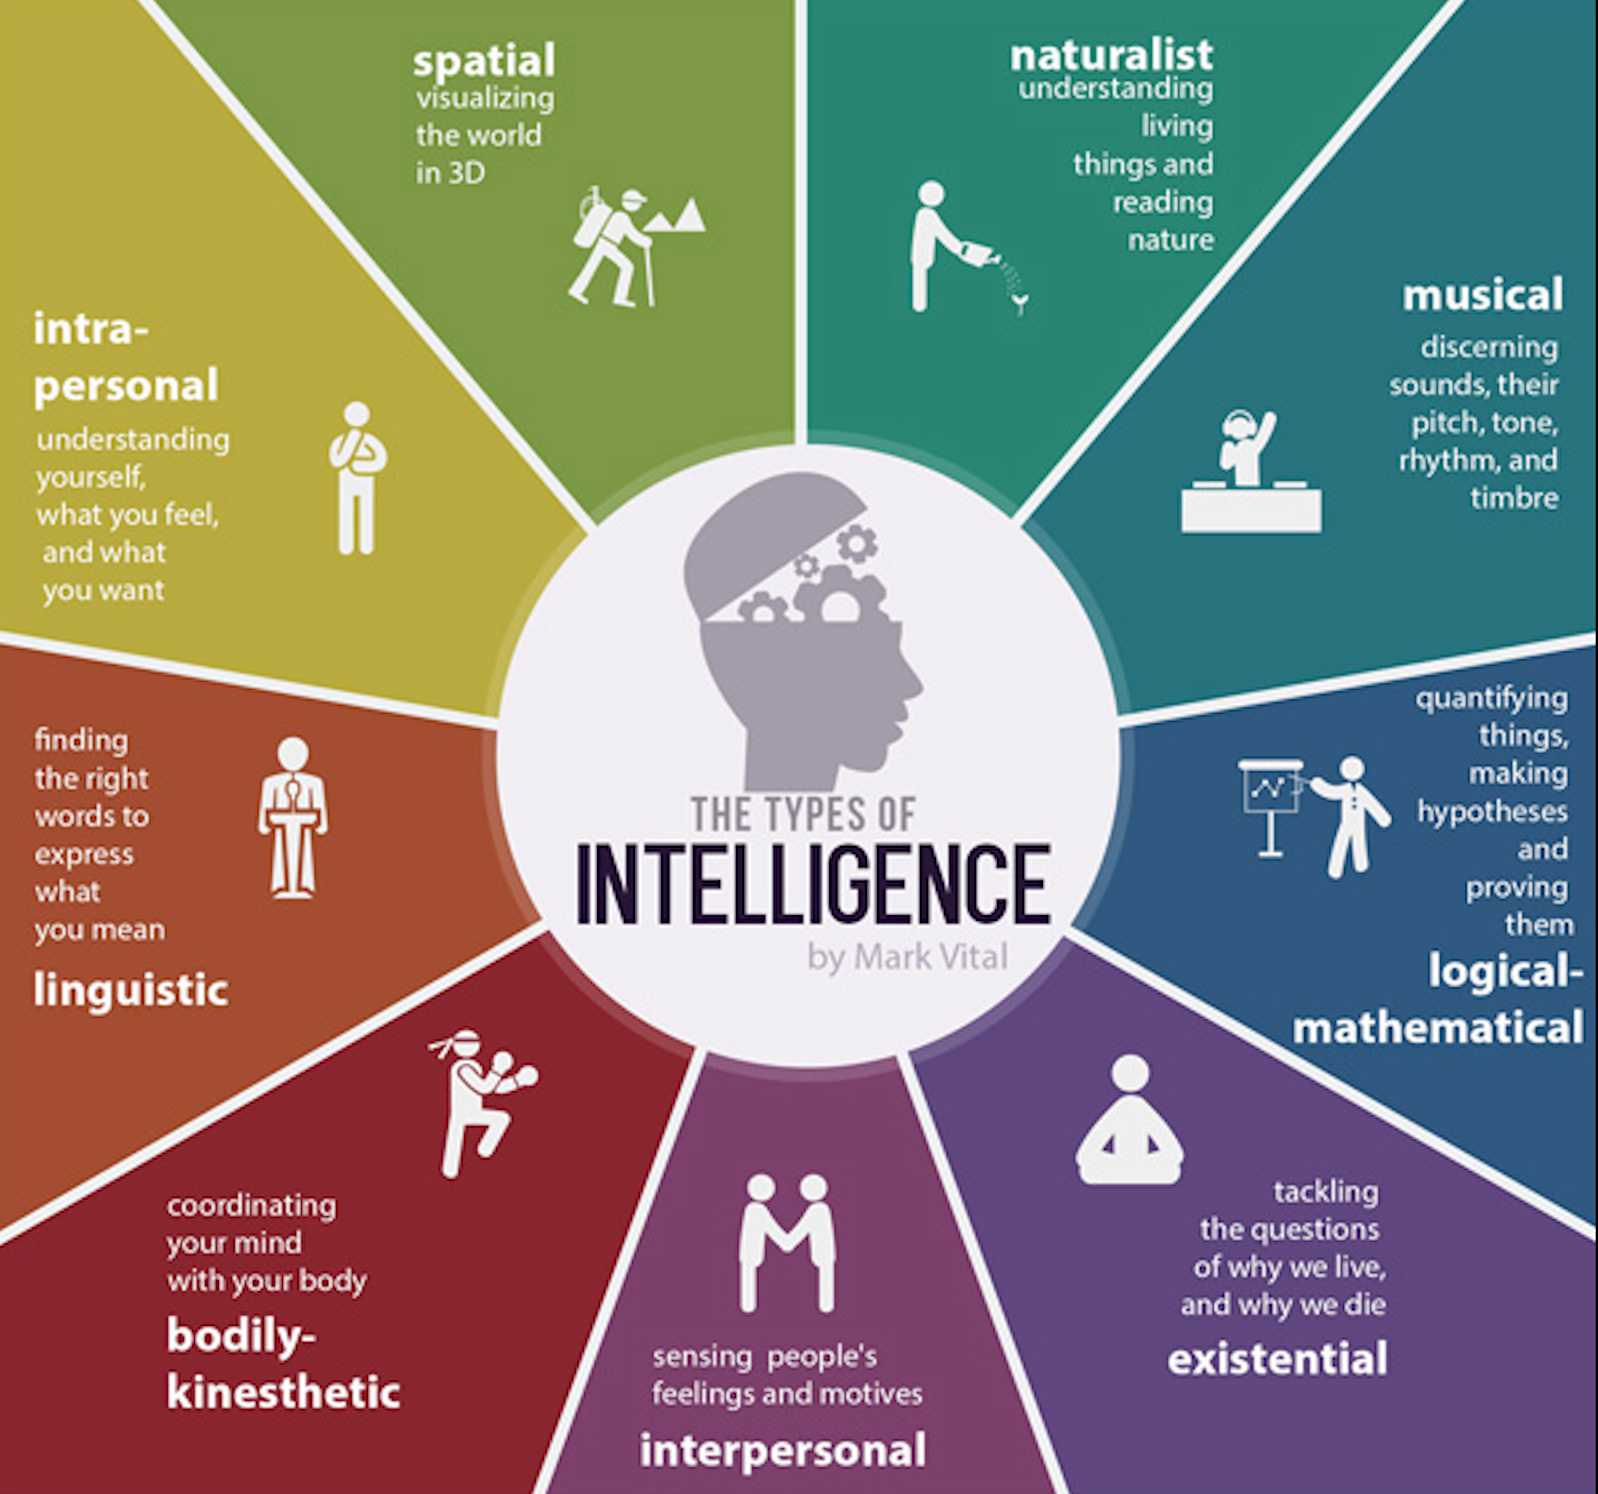 spatial
visualizing
the world
in 3D
naturalist
understanding
living
things and
reading
nature
musical
discerning
sounds, their
pitch, tone,
rhythm, and
timbre
quantifying
things,
making
hypotheses
and
proving
them
logical-
mathematical
tackling
the questions
of why we live,
and why we die
existential
sensing people's
feelings and motives
interpersonal
coordinating
your mind
with your body
bodily-
kinesthetic
finding
the right
words to
express
what
you mean
linguistic
intra-
personal
understanding
yourself,
what you feel,
and what
you want
THE TYPES OF
INTELLIGENCE
by Mark Vital